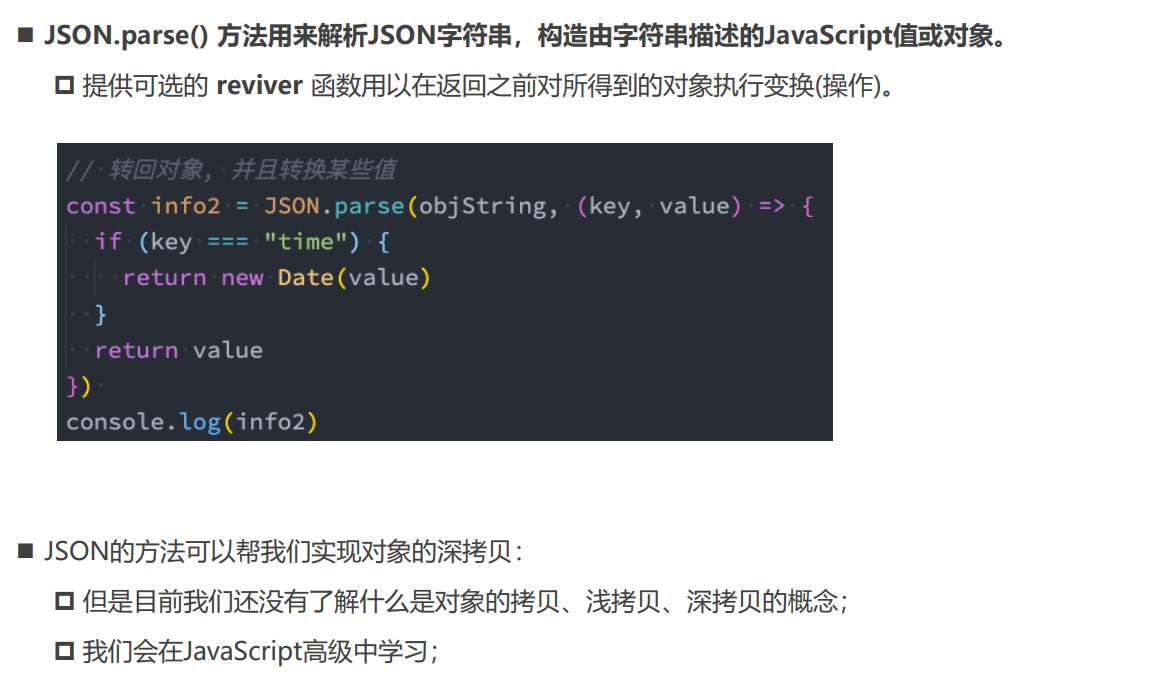 JSON.parse() 方法用来解析JSON字符串，构造由字符串描述的JavaScript值或对象。
提供可选的 reviver 函数用以在返回之前对所得到的对象执行变换(操作)。
// 转回对象, 并且转换某些值
const info2 = JSON.parse(objString, (key, value) => {
  if (key === "time") {
    return new Date(value)
  }
  return value
})
console.log(info2)
JSON的方法可以帮我们实现对象的深拷贝：
但是目前我们还没有了解什么是对象的拷贝、浅拷贝、深拷贝的概念；
我们会在JavaScript高级中学习；